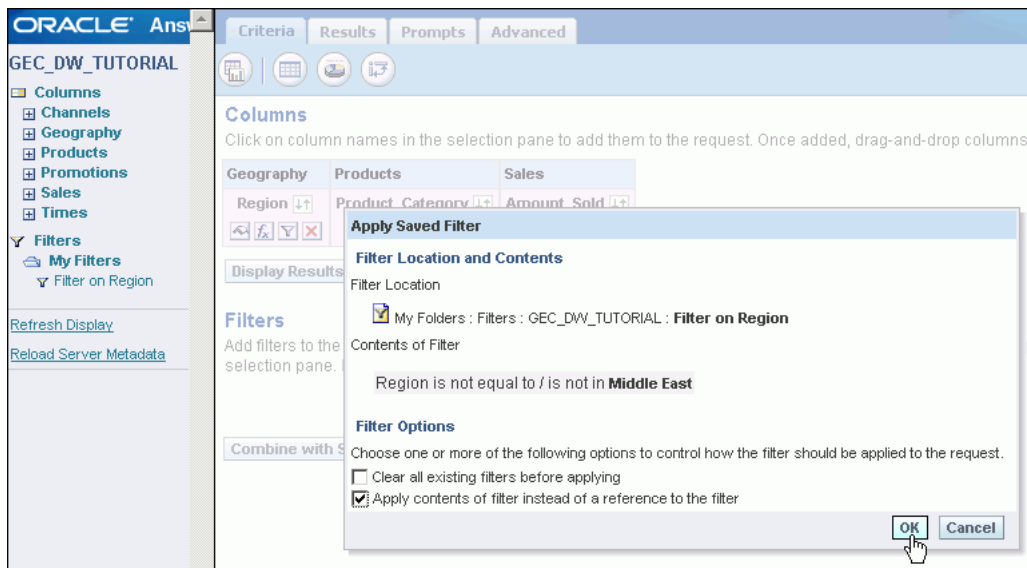 ORACLE Ans
GEC_DW_TUTORIAL
Columns
Channels
Geography
Products
Promotions
Sales
Times
Filters
My Filters
Filter on Region
Refresh Display
Reload Server Metadata
Criteria Results Prompts Advanced
Columns
Click on column names in the selection pane to add them to the request. Once added, drag-and-drop columns
Geography Products Sales
Region Product_Category Amount_Sold
fx
Display Results
Filters
Add filters to the
selection pane.
Combine with S
Apply Saved Filter
Filter Location and Contents
Filter Location
My Folders : Filters : GEC_DW_TUTORIAL : Filter on Region
Contents of Filter
Region is not equal to / is not in Middle East
Filter Options
Choose one or more of the following options to control how the filter should be applied to the request.
Clear all existing filters before applying
Apply contents of filter instead of a reference to the filter
OK Cancel